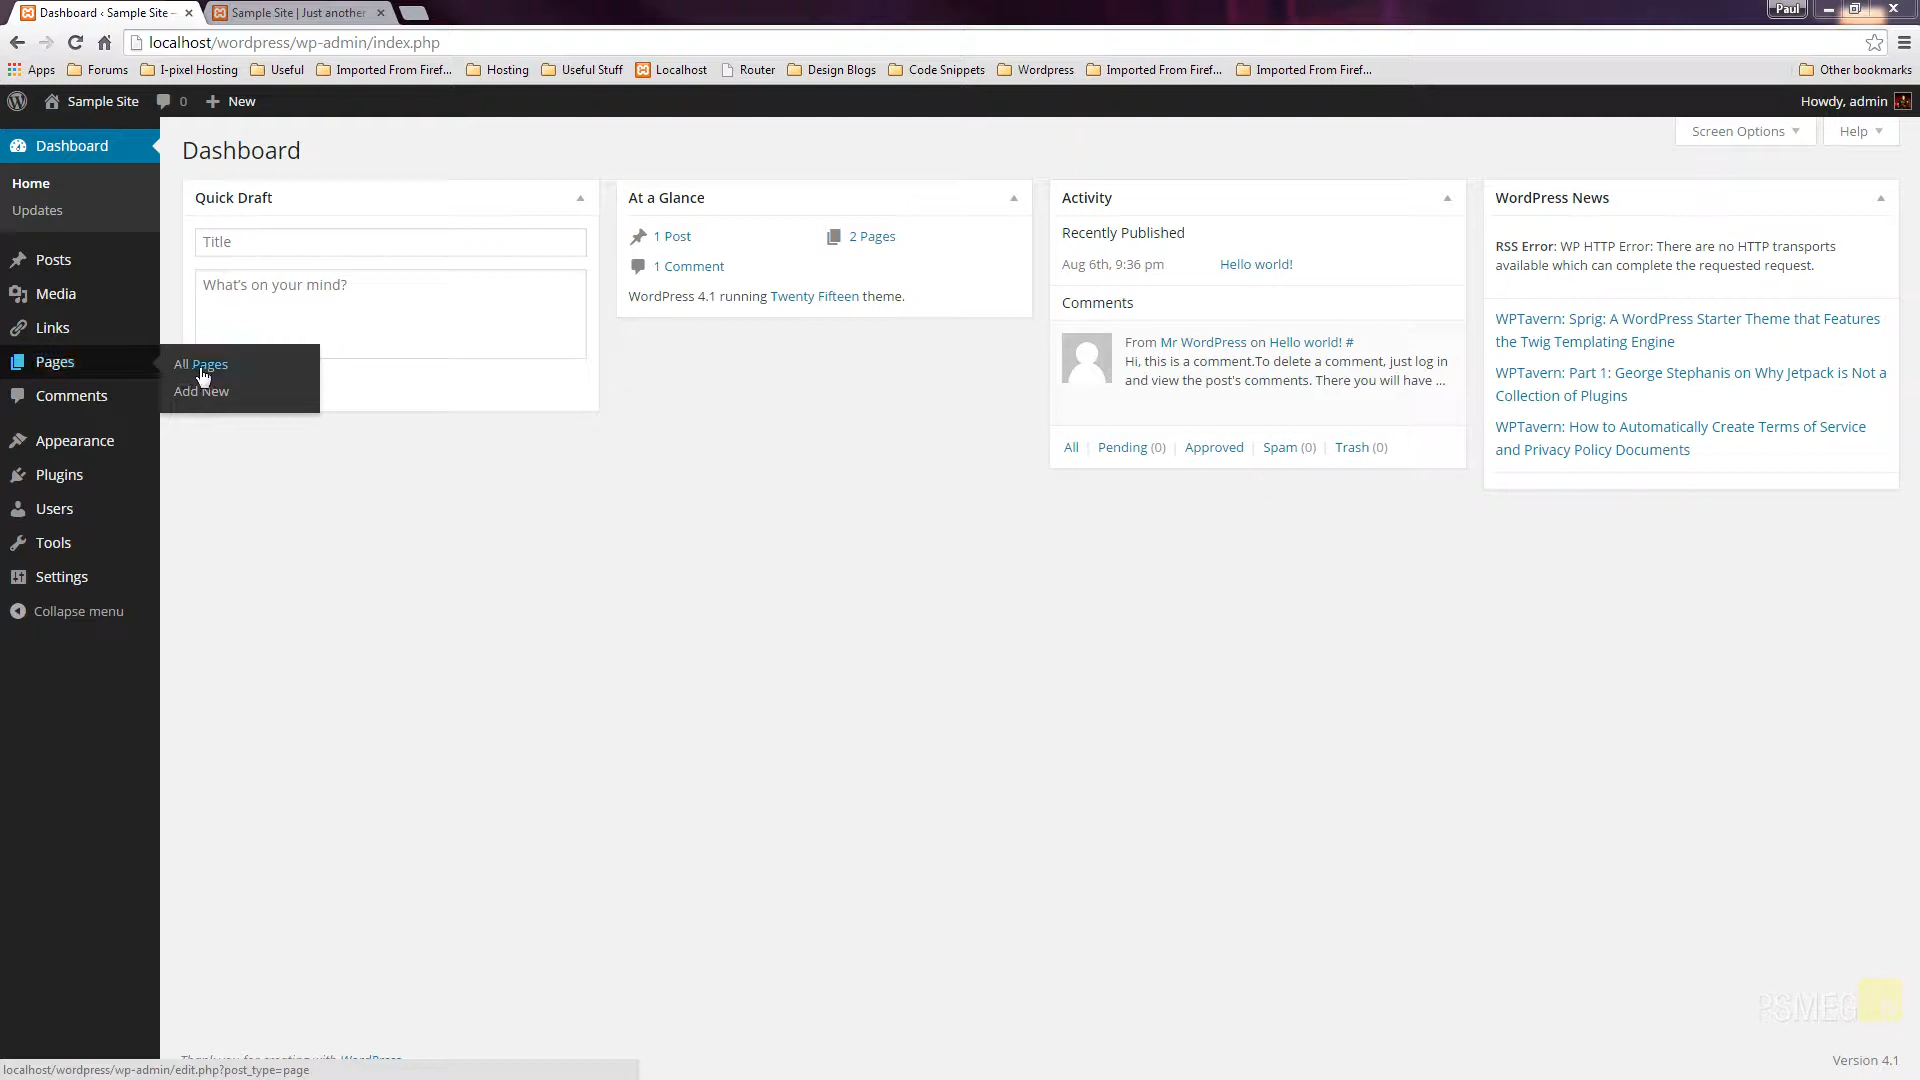 Dashboard ‹ Sample Site —
Sample Site | Just another
Paul
localhost/wordpress/wp-admin/index.php
Apps Forums I-pixel Hosting Useful Imported From Firef... Hosting Useful Stuff Localhost Router Design Blogs Code Snippets Wordpress Imported From Firef... Imported From Firef... Other bookmarks
Sample Site 0 New Howdy, admin
Screen Options Help
Dashboard
Home
Updates
Posts
Media
Links
Pages
All Pages
Add New
Comments
Appearance
Plugins
Users
Tools
Settings
Collapse menu
Dashboard
Quick Draft
Title
What's on your mind?
At a Glance
1 Post 2 Pages
1 Comment
WordPress 4.1 running Twenty Fifteen theme.
Activity
Recently Published
Aug 6th, 9:36 pm Hello world!
Comments
From Mr WordPress on Hello world! #
Hi, this is a comment.To delete a comment, just log in
and view the post's comments. There you will have ...
All | Pending (0) | Approved | Spam (0) | Trash (0)
WordPress News
RSS Error: WP HTTP Error: There are no HTTP transports
available which can complete the requested request.
WPTavern: Sprig: A WordPress Starter Theme that Features
the Twig Templating Engine
WPTavern: Part 1: George Stephanis on Why Jetpack is Not a
Collection of Plugins
WPTavern: How to Automatically Create Terms of Service
and Privacy Policy Documents
PSMEG
Thank you for creating with WordPress
localhost/wordpress/wp-admin/edit.php?post_type=page
Version 4.1